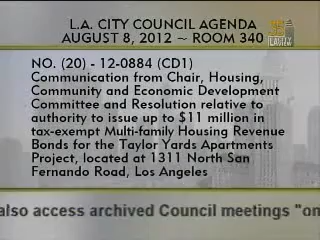 L.A. CITY COUNCIL AGENDA
AUGUST 8, 2012 ~ ROOM 340
NO. (20) - 12-0884 (CD1)
Communication from Chair, Housing,
Community and Economic Development
Committee and Resolution relative to
authority to issue up to $11 million in
tax-exempt Multi-family Housing Revenue
Bonds for the Taylor Yards Apartments
Project, located at 1311 North San
Fernando Road, Los Angeles
also access archived Council meetings "on